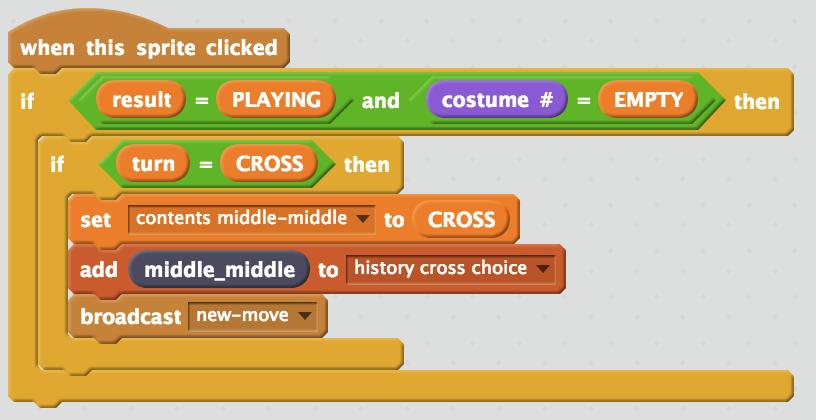 when this sprite clicked
if result = PLAYING and costume # = EMPTY then
if turn = CROSS then
set contents middle-middle to CROSS
add middle_middle to history cross choice
broadcast new-move